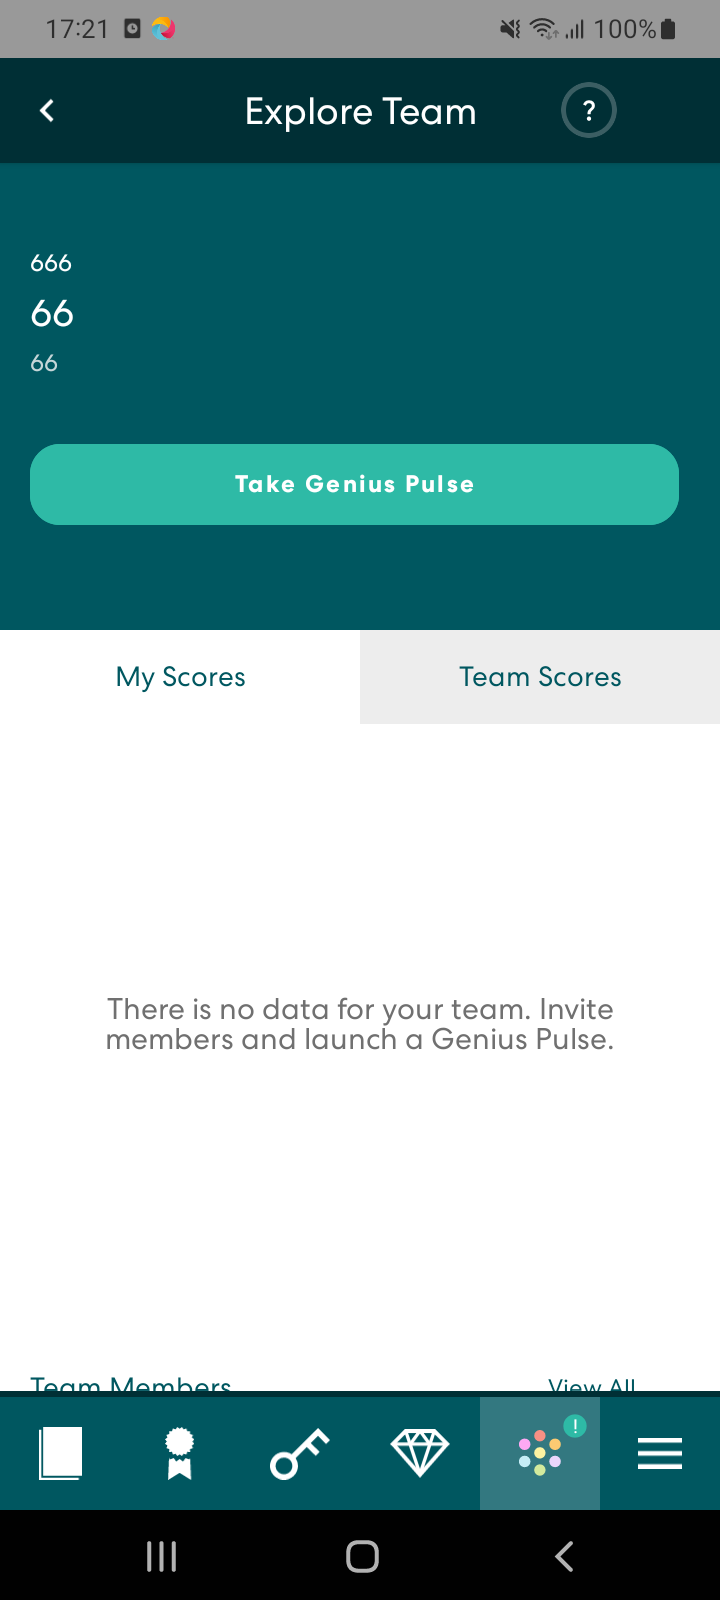 17:21
100%
Explore Team
?
666
66
66
Take Genius Pulse
My Scores
Team Scores
There is no data for your team. Invite
members and launch a Genius Pulse.
Team Members
View All
!